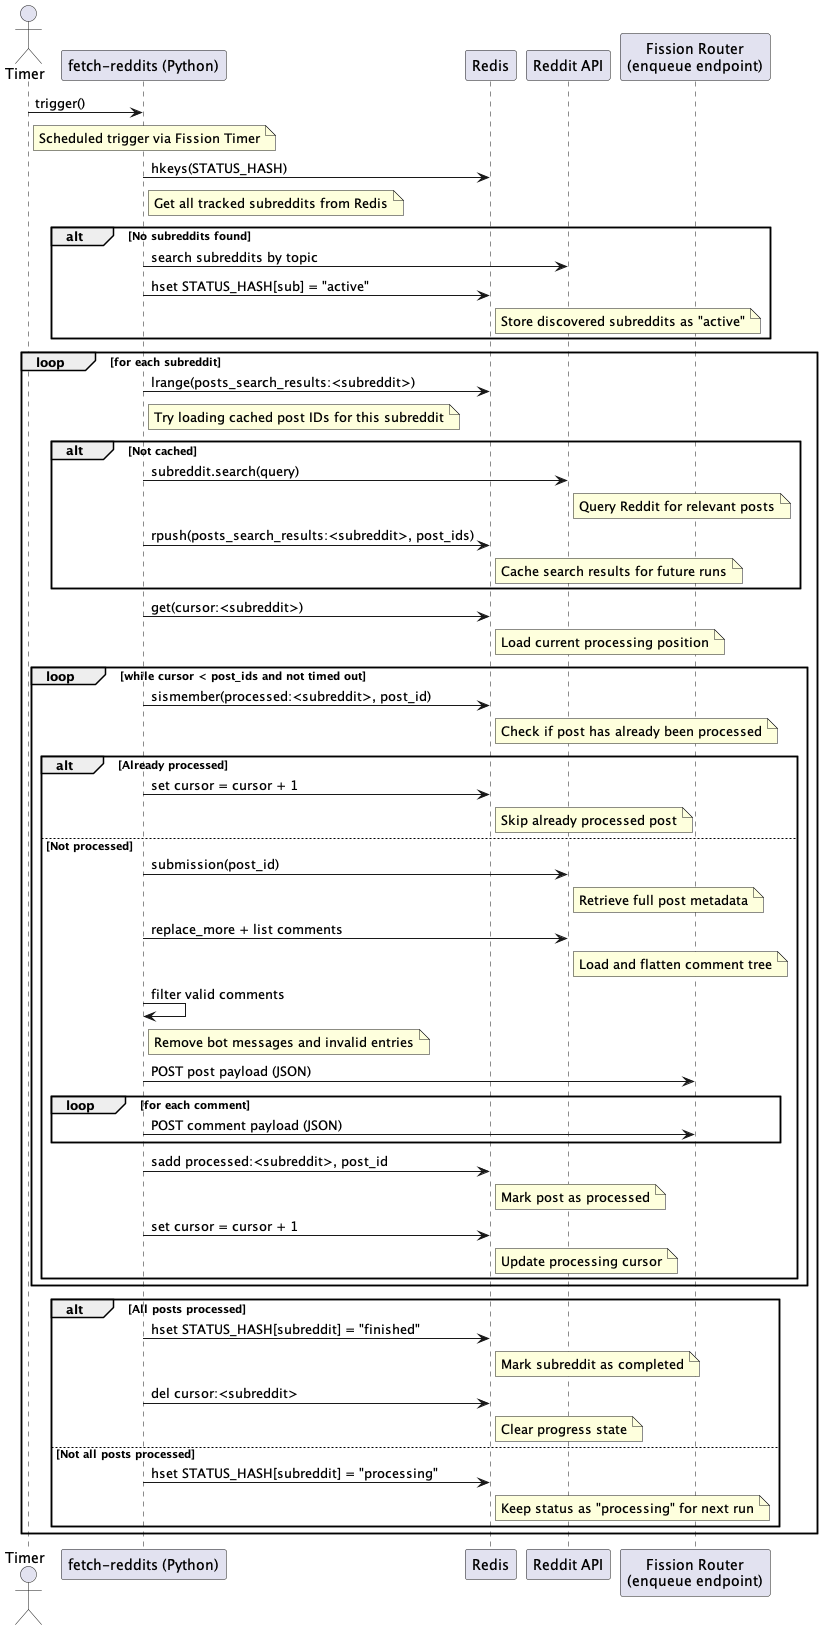 Timer
fetch-reddits (Python)
Redis
Reddit API
Fission Router
(enqueue endpoint)
trigger()
Scheduled trigger via Fission Timer
hkeys(STATUS_HASH)
Get all tracked subreddits from Redis
alt [No subreddits found]
search subreddits by topic
hset STATUS_HASH[sub] = "active"
Store discovered subreddits as "active"
loop [for each subreddit]
lrange(posts_search_results:<subreddit>)
Try loading cached post IDs for this subreddit
alt [Not cached]
subreddit.search(query)
Query Reddit for relevant posts
rpush(posts_search_results:<subreddit>, post_ids)
Cache search results for future runs
get(cursor:<subreddit>)
Load current processing position
loop [while cursor < post_ids and not timed out]
sismember(processed:<subreddit>, post_id)
Check if post has already been processed
alt [Already processed]
set cursor = cursor + 1
Skip already processed post
[Not processed]
submission(post_id)
Retrieve full post metadata
replace_more + list comments
Load and flatten comment tree
filter valid comments
Remove bot messages and invalid entries
POST post payload (JSON)
loop [for each comment]
POST comment payload (JSON)
sadd processed:<subreddit>, post_id
Mark post as processed
set cursor = cursor + 1
Update processing cursor
alt [All posts processed]
hset STATUS_HASH[subreddit] = "finished"
Mark subreddit as completed
del cursor:<subreddit>
Clear progress state
[Not all posts processed]
hset STATUS_HASH[subreddit] = "processing"
Keep status as "processing" for next run
Timer
fetch-reddits (Python)
Redis
Reddit API
Fission Router
(enqueue endpoint)